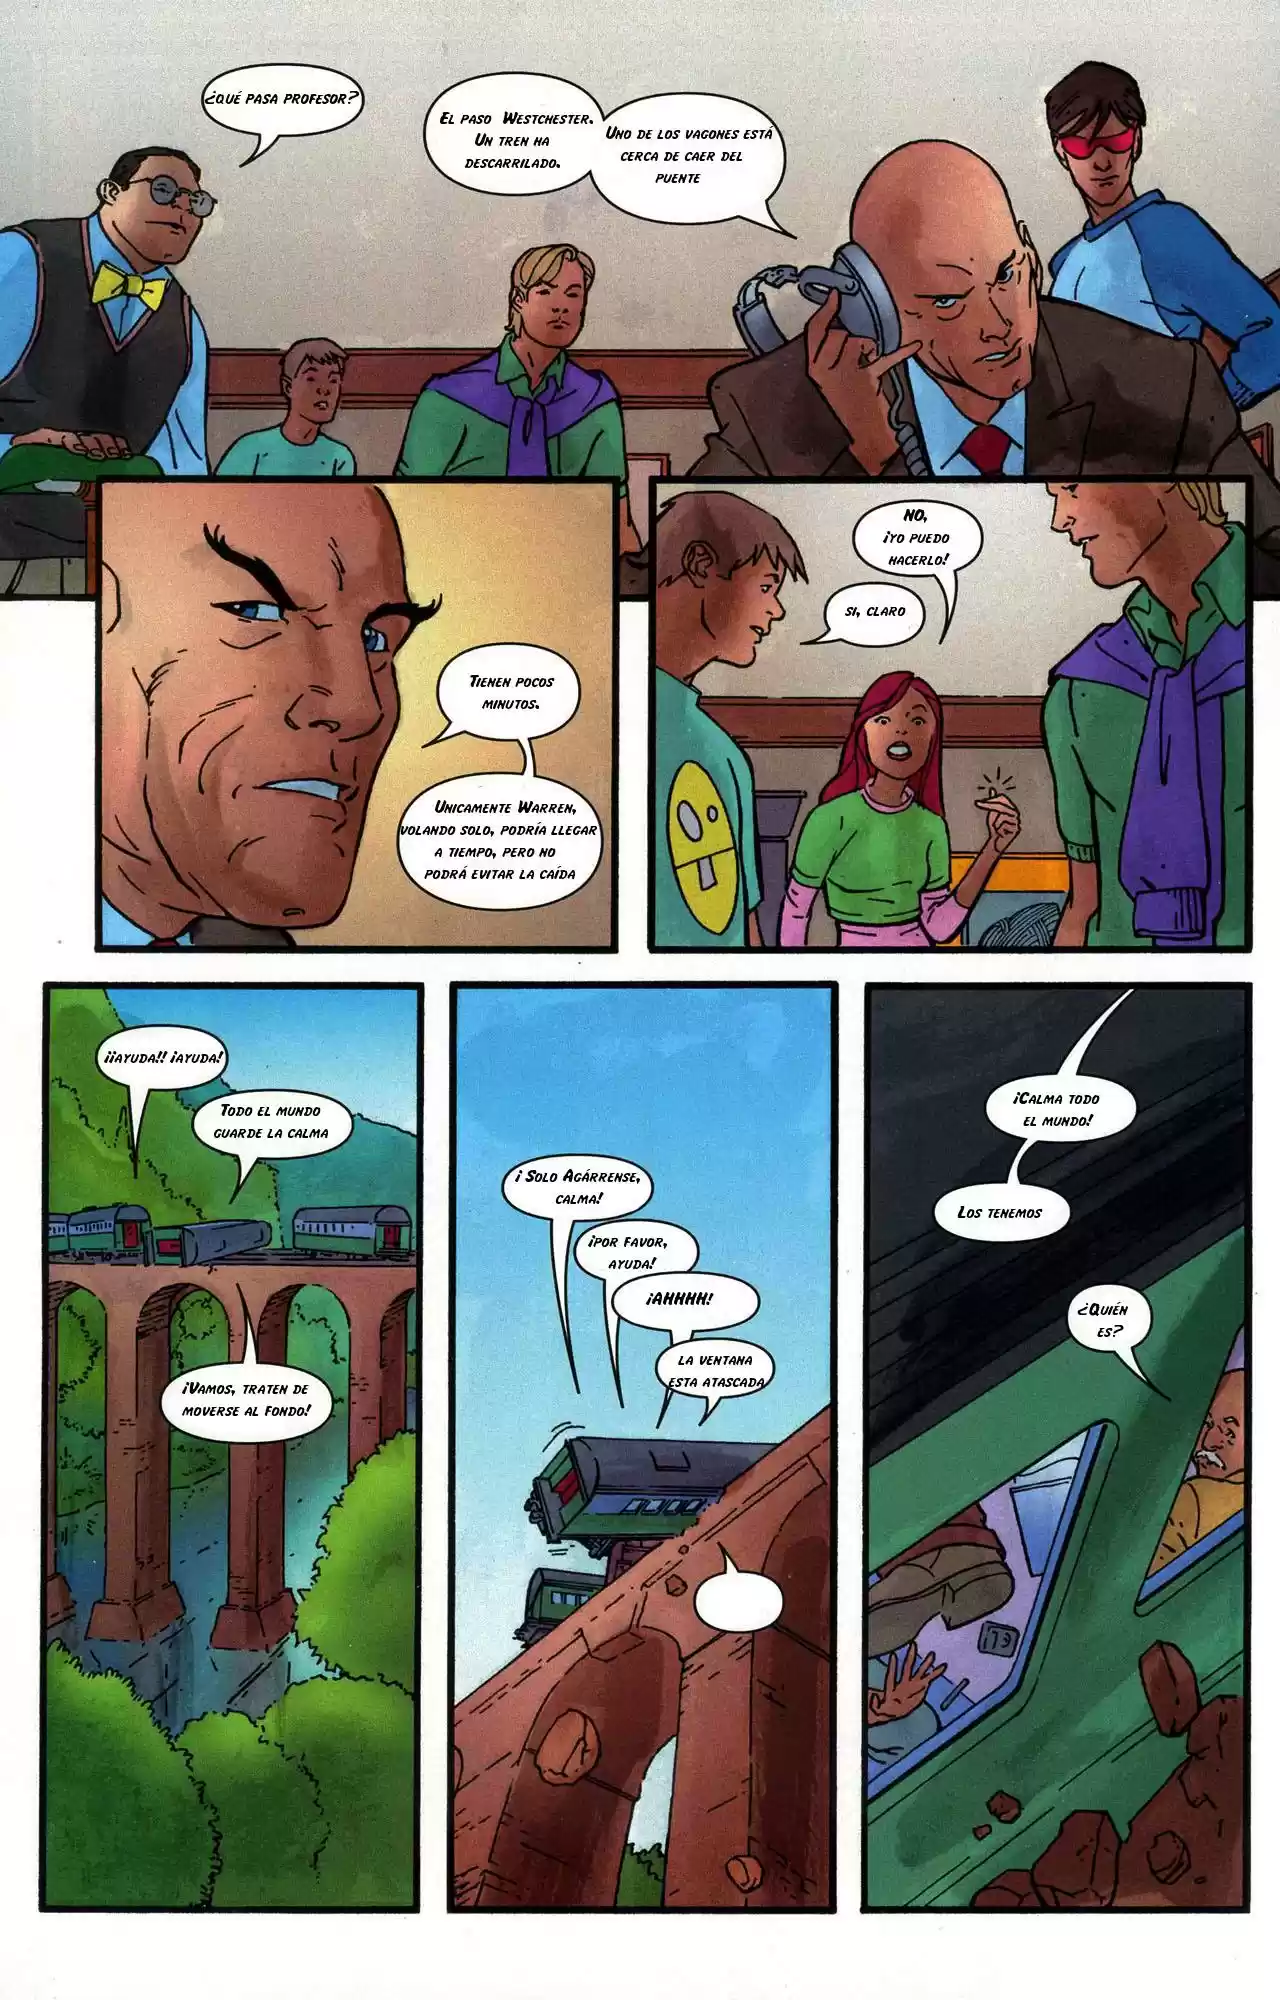 ¿QUÉ PASA PROFESOR?
EL PASO WESTCHESTER.
UN TREN HA
DESCARRILADO.
UNO DE LOS VAGONES ESTÁ
CERCA DE CAER DEL
PUENTE
TIENEN POCOS
MINUTOS.
UNICAMENTE WARREN,
VOLANDO SOLO, PODRÍA LLEGAR
A TIEMPO, PERO NO
PODRÁ EVITAR LA CAÍDA
NO,
¡YO PUEDO
HACERLO!
SI, CLARO
¡¡AYUDA!! ¡AYUDA!
TODO EL MUNDO
GUARDE LA CALMA
¡VAMOS, TRATEN DE
MOVERSE AL FONDO!
¡ SOLO AGÁRRENSE,
CALMA!
¡POR FAVOR,
AYUDA!
¡AHHHH!
LA VENTANA
ESTA ATASCADA
¡CALMA TODO
EL MUNDO!
LOS TENEMOS
¿QUIÉN
ES?